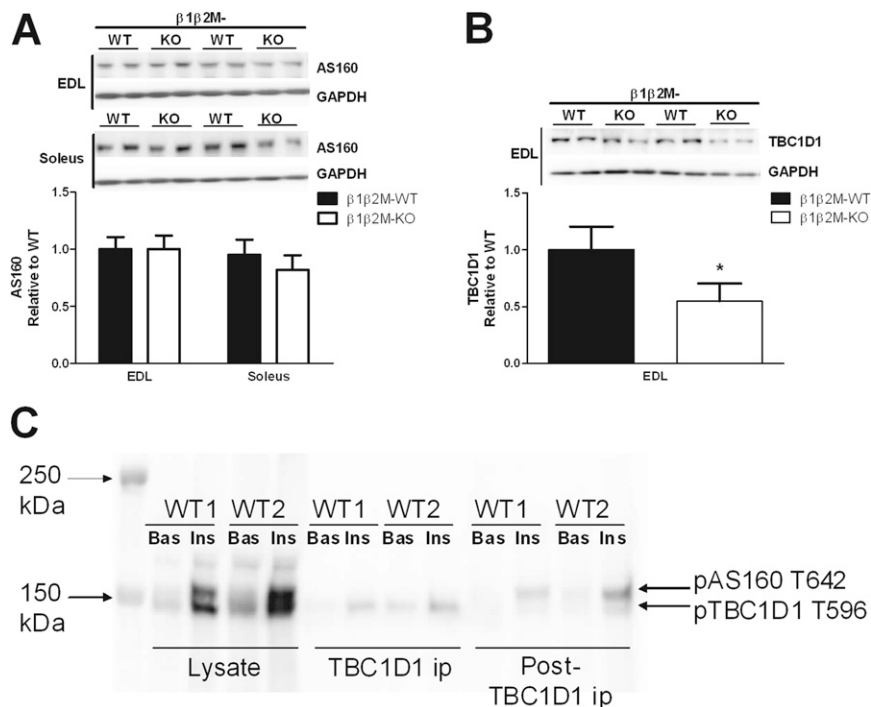 A
β1β2M-
WT KO WT KO
EDL
AS160
GAPDH
WT KO WT KO
Soleus
AS160
GAPDH
β1β2M-WT
β1β2M-KO
AS160
Relative to WT
1.5
1.0
0.5
0.0
EDL Soleus
B
β1β2M-
WT KO WT KO
EDL
TBC1D1
GAPDH
β1β2M-WT
β1β2M-KO
TBC1D1
Relative to WT
1.5
1.0
0.5
0.0
*
EDL
C
250
kDa
150
kDa
WT1 WT2 WT1 WT2 WT1 WT2
Bas Ins Bas Ins Bas Ins Bas Ins Bas Ins Bas Ins
pAS160 T642
pTBC1D1 T596
Lysate TBC1D1 ip Post-
TBC1D1 ip